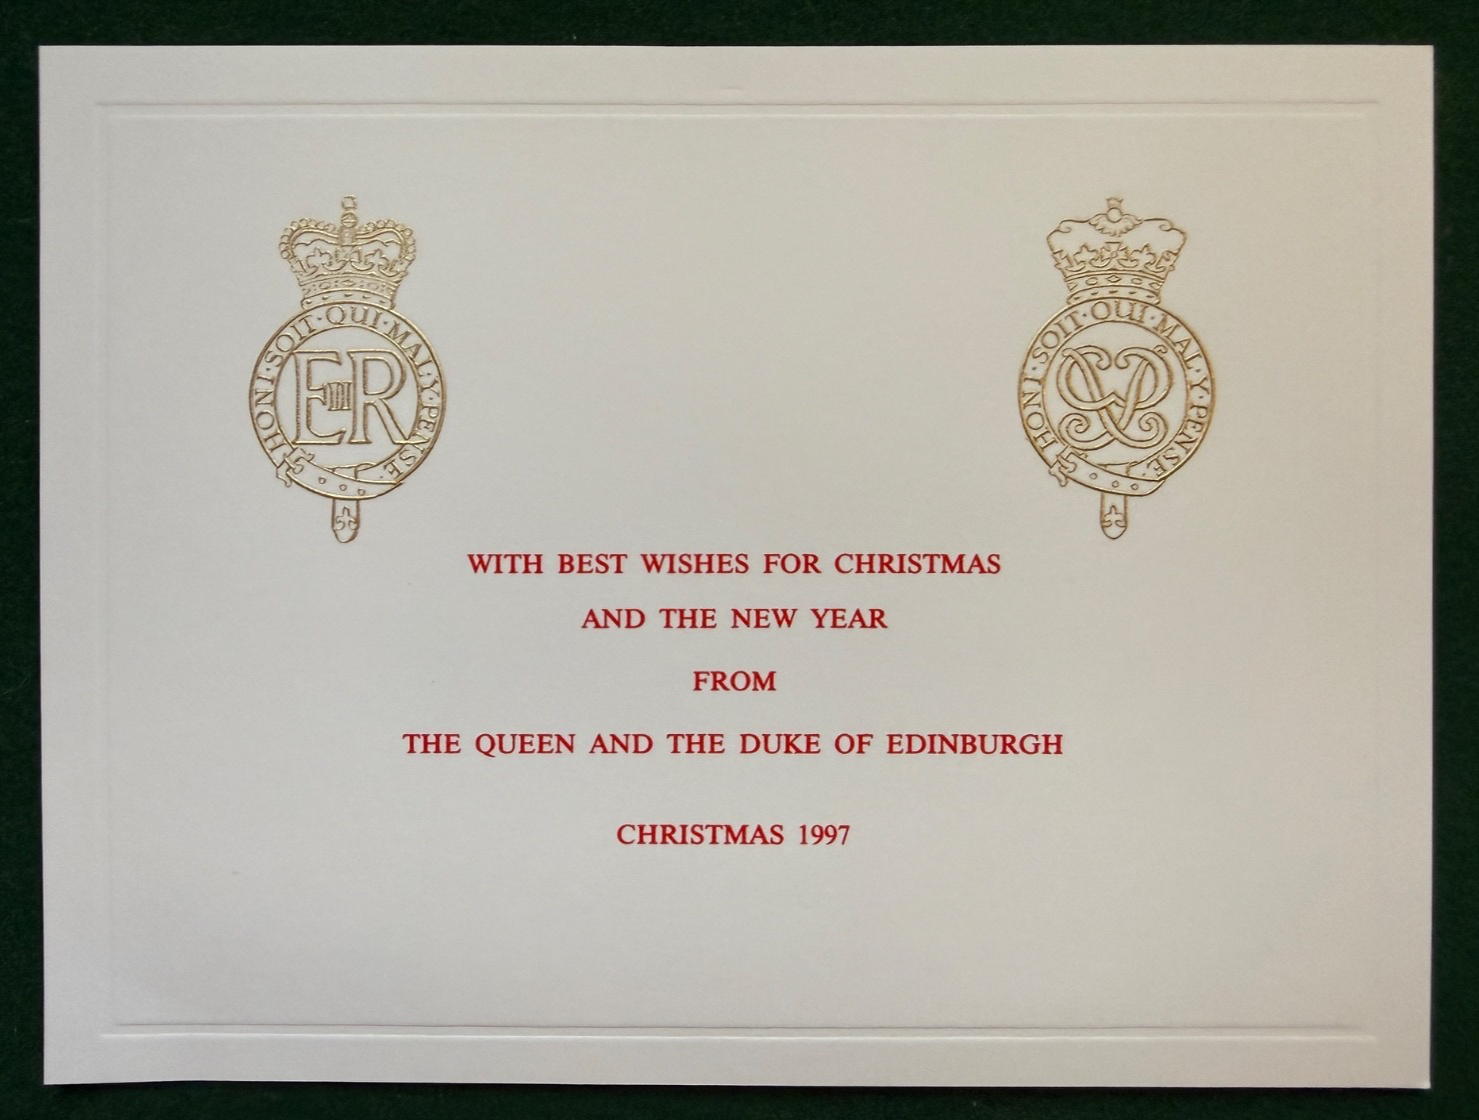 HONI·SOIT·QUI·MAL·Y·PENSE·
EIIR
HONI·SOIT·QUI·MAL·Y·PENSE·
WITH BEST WISHES FOR CHRISTMAS
AND THE NEW YEAR
FROM
THE QUEEN AND THE DUKE OF EDINBURGH
CHRISTMAS 1997